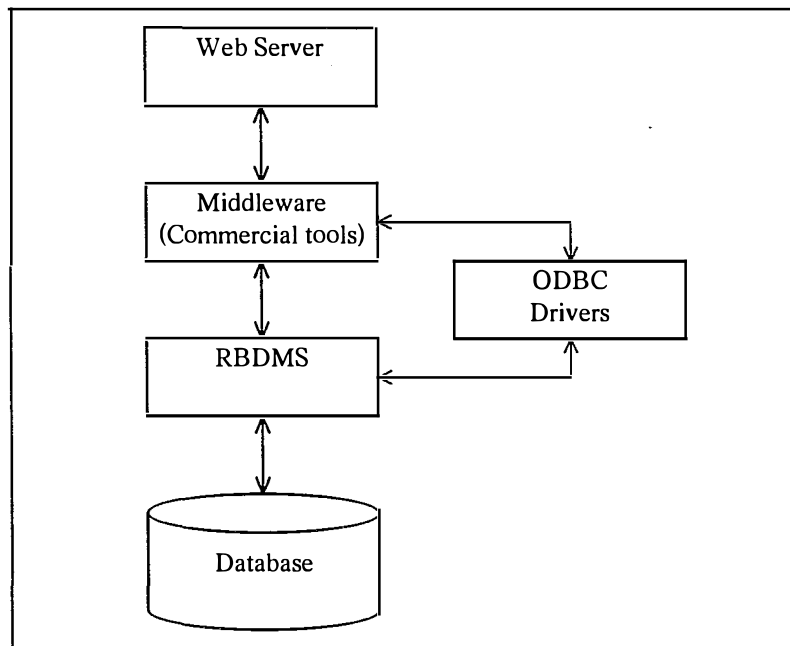 Web Server
Middleware
(Commercial tools)
ODBC
Drivers
RBDMS
Database